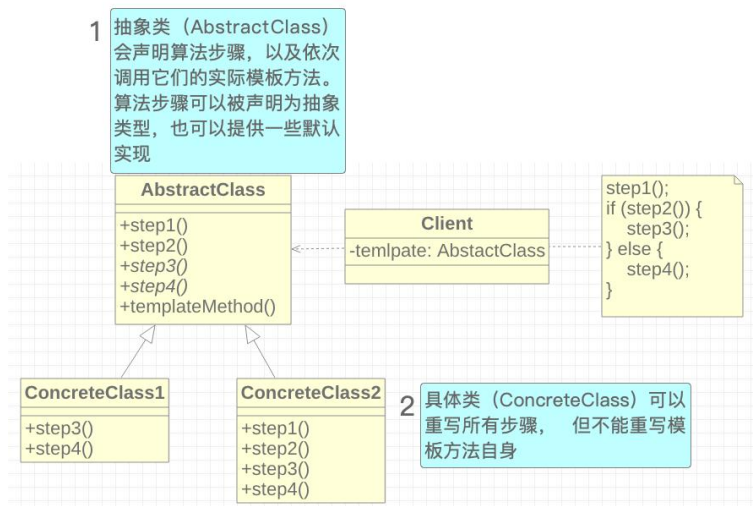 1
抽象类（AbstractClass）
会声明算法步骤，以及依次
调用它们的实际模板方法。
算法步骤可以被声明为抽象
类型，也可以提供一些默认
实现
AbstractClass
+step1()
+step2()
+step3()
+step4()
+templateMethod()
Client
-temlpate: AbstactClass
step1();
if (step2()) {
step3();
} else {
step4();
}
ConcreteClass1
+step3()
+step4()
ConcreteClass2
+step1()
+step2()
+step3()
+step4()
2
具体类（ConcreteClass）可以
重写所有步骤， 但不能重写模
板方法自身